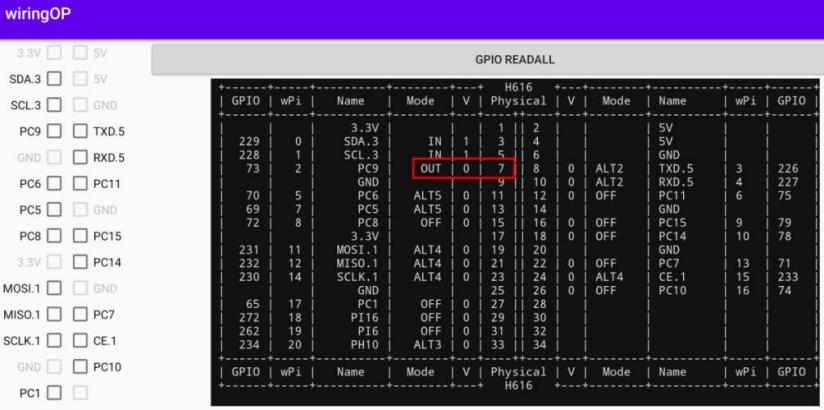 wiringOP
3.3V 5V
SDA.3 5V
SCL.3 GND
PC9 TXD.5
GND RXD.5
PC6 PC11
PC5 GND
PC8 PC15
3.3V PC14
MOSI.1 GND
MISO.1 PC7
SCLK.1 CE.1
GND PC10
PC1
GPIO READALL
+------+-----+----------+--------+---+   H616   +---+--------+----------+-----+------+
| GPIO | wPi |   Name   |  Mode  | V | Physical | V |  Mode  | Name     | wPi | GPIO |
+------+-----+----------+--------+---+----++----+---+--------+----------+-----+------+
|      |     |     3.3V |        |   |  1 || 2  |   |        | 5V       |     |      |
|  229 |   0 |    SDA.3 |     IN | 1 |  3 || 4  |   |        | 5V       |     |      |
|  228 |   1 |    SCL.3 |     IN | 1 |  5 || 6  |   |        | GND      |     |      |
|   73 |   2 |      PC9 |    OUT | 0 |  7 || 8  | 0 | ALT2   | TXD.5    | 3   | 226  |
|      |     |      GND |        |   |  9 || 10 | 0 | ALT2   | RXD.5    | 4   | 227  |
|   70 |   5 |      PC6 |   ALT5 | 0 | 11 || 12 | 0 | OFF    | PC11     | 6   | 75   |
|   69 |   7 |      PC5 |   ALT5 | 0 | 13 || 14 |   |        | GND      |     |      |
|   72 |   8 |      PC8 |    OFF | 0 | 15 || 16 | 0 | OFF    | PC15     | 9   | 79   |
|      |     |     3.3V |        |   | 17 || 18 | 0 | OFF    | PC14     | 10  | 78   |
|  231 |  11 |   MOSI.1 |   ALT4 | 0 | 19 || 20 |   |        | GND      |     |      |
|  232 |  12 |   MISO.1 |   ALT4 | 0 | 21 || 22 | 0 | OFF    | PC7      | 13  | 71   |
|  230 |  14 |   SCLK.1 |   ALT4 | 0 | 23 || 24 | 0 | ALT4   | CE.1     | 15  | 233  |
|      |     |      GND |        |   | 25 || 26 | 0 | OFF    | PC10     | 16  | 74   |
|   65 |  17 |      PC1 |    OFF | 0 | 27 || 28 |   |        |          |     |      |
|  272 |  18 |     PI16 |    OFF | 0 | 29 || 30 |   |        |          |     |      |
|  262 |  19 |      PI6 |    OFF | 0 | 31 || 32 |   |        |          |     |      |
|  234 |  20 |     PH10 |   ALT3 | 0 | 33 || 34 |   |        |          |     |      |
+------+-----+----------+--------+---+----++----+---+--------+----------+-----+------+
| GPIO | wPi |   Name   |  Mode  | V | Physical | V |  Mode  | Name     | wPi | GPIO |
+------+-----+----------+--------+---+   H616   +---+--------+----------+-----+------+